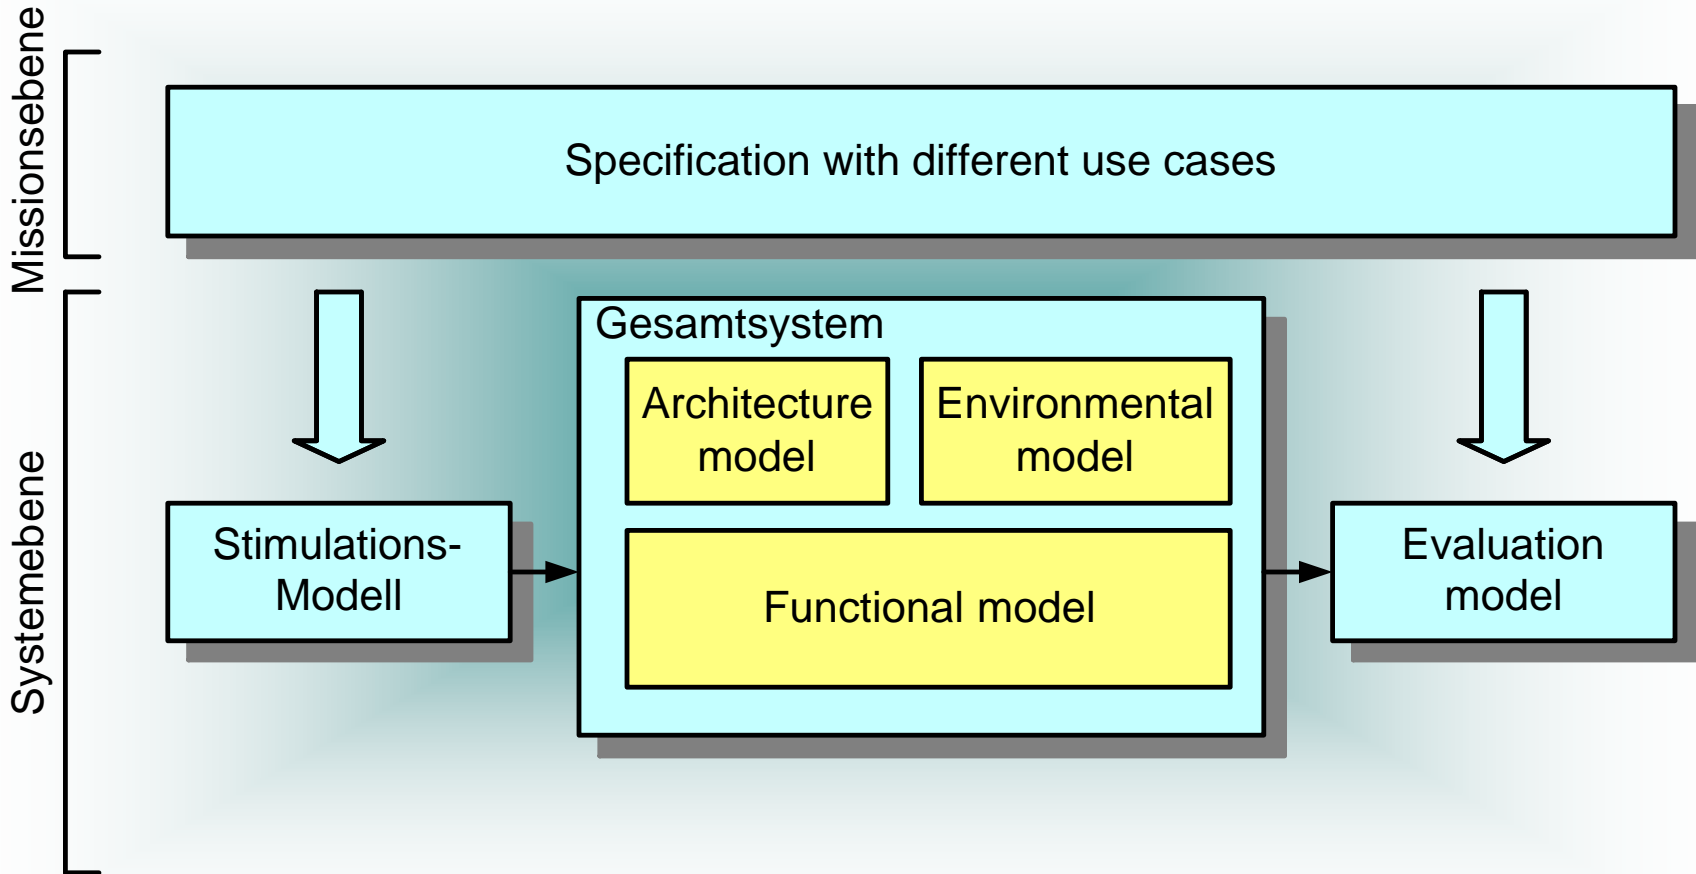 Missionsebene
Specification with different use cases
Systemebene
Gesamtsystem
Architecture
model
Environmental
model
Stimulations-
Modell
Functional model
Evaluation
model